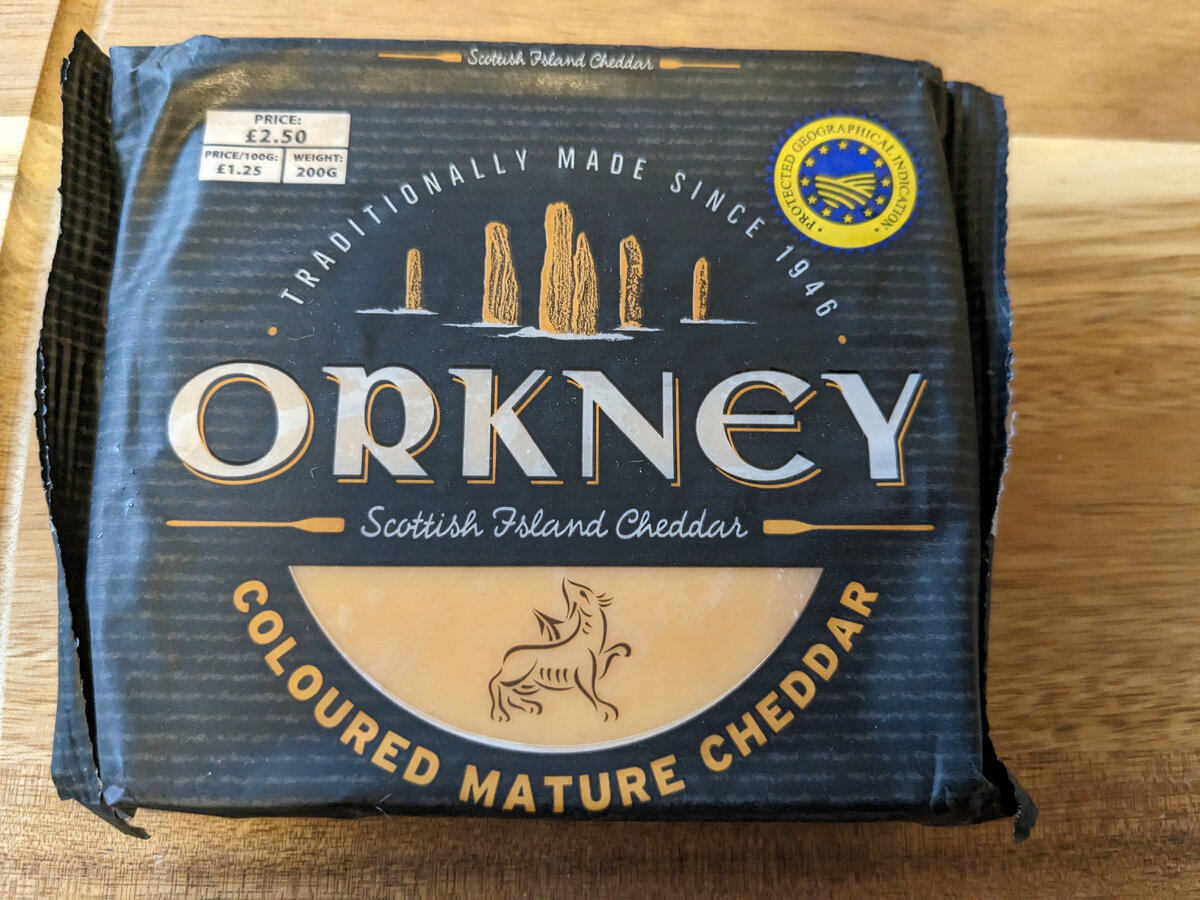 Scottish Island Cheddar
PRICE:
£2.50
PRICE/100G:
£1.25
WEIGHT:
200G
PROTECTED GEOGRAPHICAL INDICATION
TRADITIONALLY MADE SINCE 1946
ORKNEY
Scottish Island Cheddar
COLOURED MATURE CHEDDAR